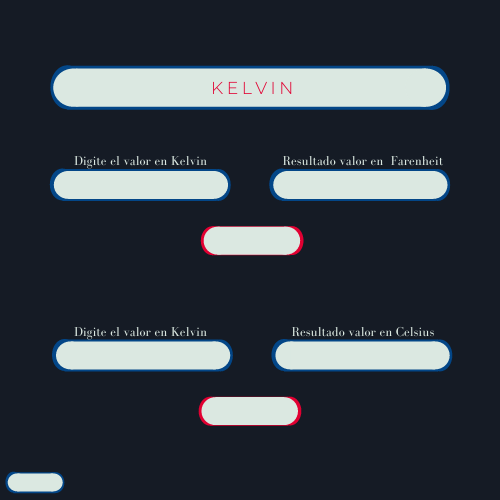 KELVIN
Digite el valor en Kelvin
Resultado valor en Farenheit
Digite el valor en Kelvin
Resultado valor en Celsius